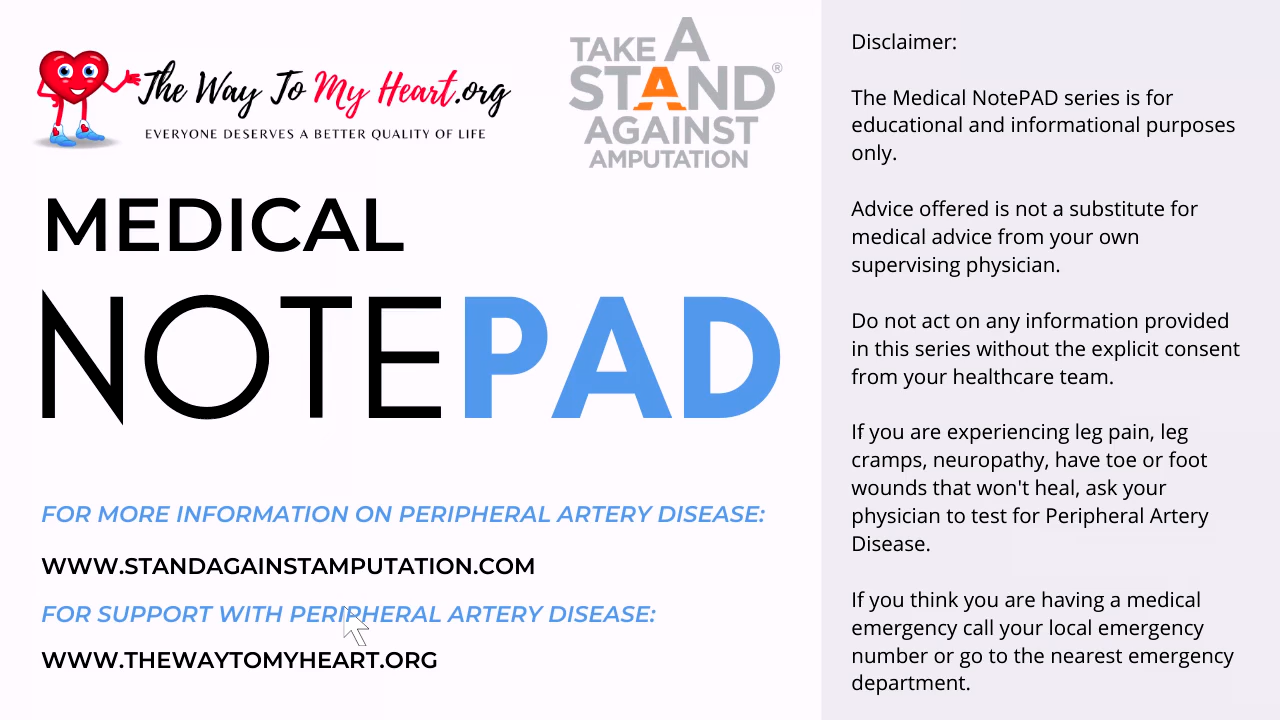 The Way To My Heart.org
EVERYONE DESERVES A BETTER QUALITY OF LIFE
TAKE A
STAND®
AGAINST
AMPUTATION
MEDICAL
NOTEPAD
FOR MORE INFORMATION ON PERIPHERAL ARTERY DISEASE:
WWW.STANDAGAINSTAMPUTATION.COM
FOR SUPPORT WITH PERIPHERAL ARTERY DISEASE:
WWW.THEWAYTOMYHEART.ORG
Disclaimer:
The Medical NotePAD series is for
educational and informational purposes
only.
Advice offered is not a substitute for
medical advice from your own
supervising physician.
Do not act on any information provided
in this series without the explicit consent
from your healthcare team.
If you are experiencing leg pain, leg
cramps, neuropathy, have toe or foot
wounds that won't heal, ask your
physician to test for Peripheral Artery
Disease.
If you think you are having a medical
emergency call your local emergency
number or go to the nearest emergency
department.